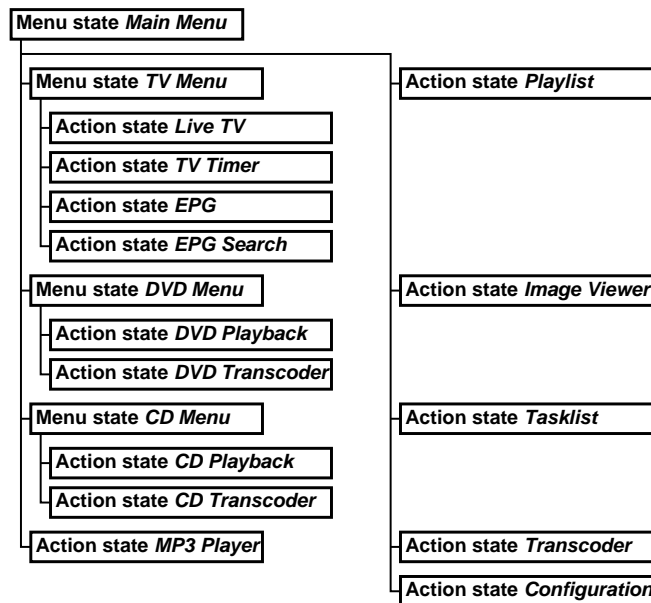 Menu state Main Menu
Menu state TV Menu
Action state Live TV
Action state TV Timer
Action state EPG
Action state EPG Search
Menu state DVD Menu
Action state DVD Playback
Action state DVD Transcoder
Menu state CD Menu
Action state CD Playback
Action state CD Transcoder
Action state MP3 Player
Action state Playlist
Action state Image Viewer
Action state Tasklist
Action state Transcoder
Action state Configuration